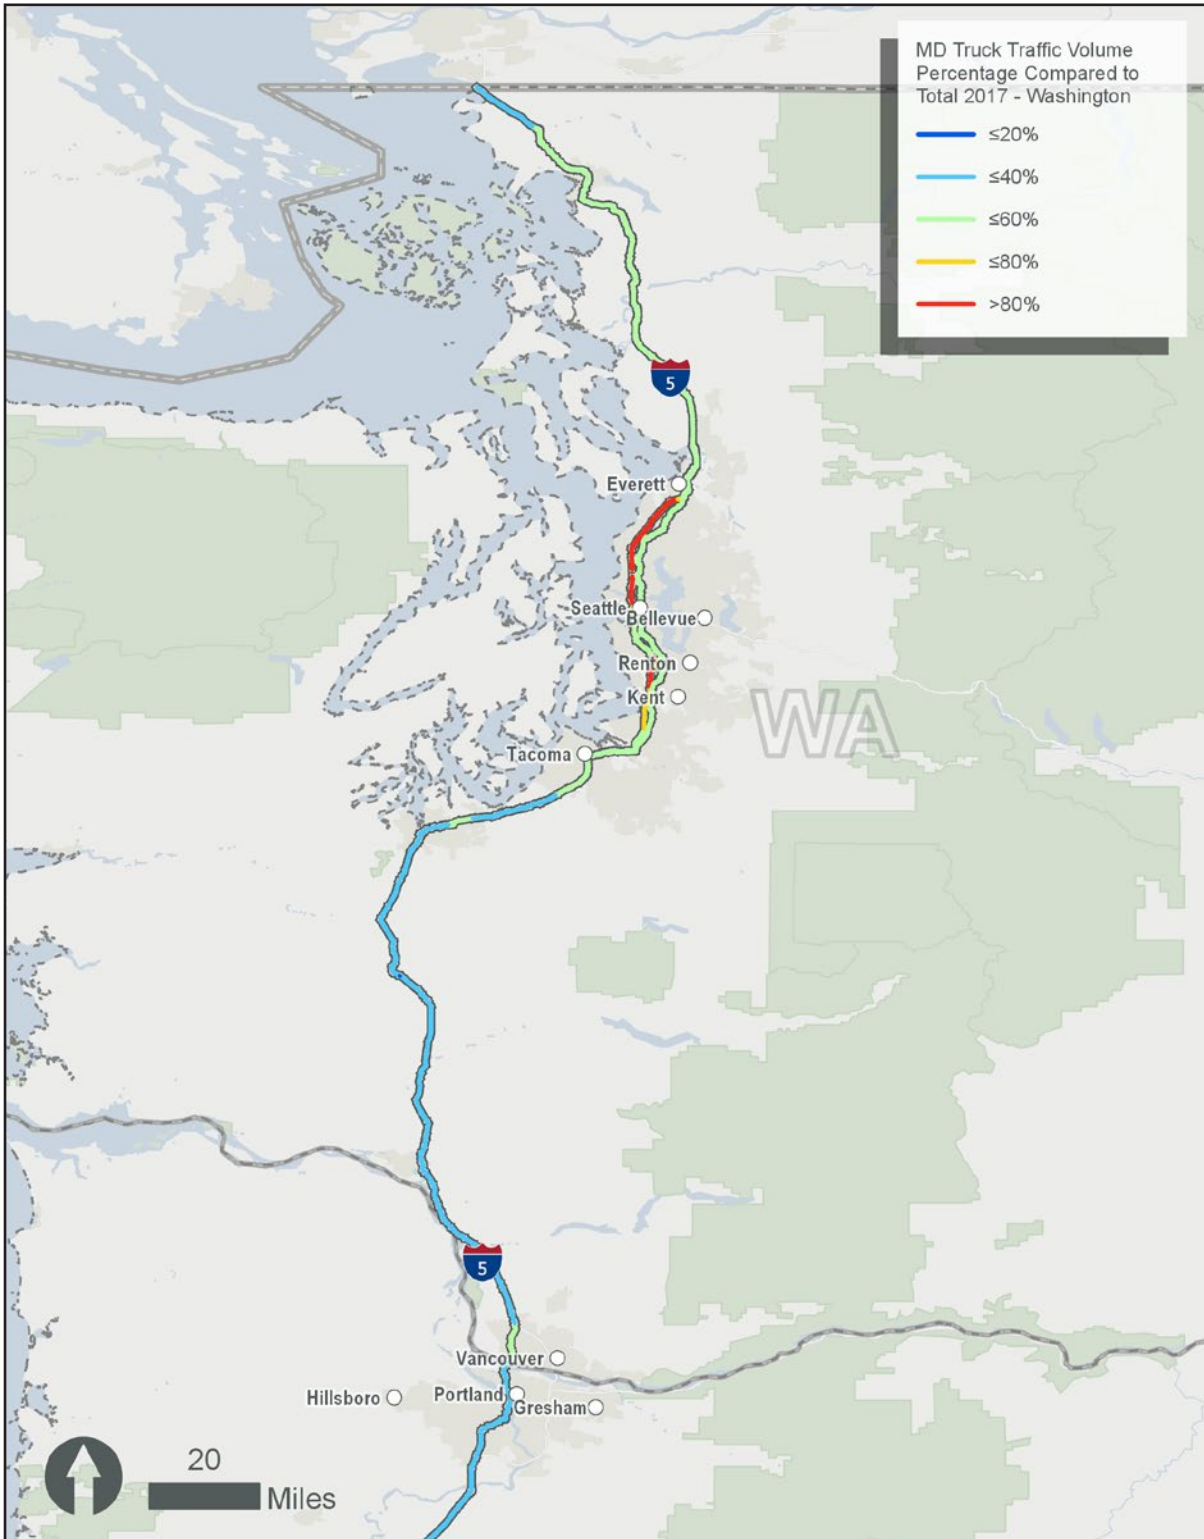 MD Truck Traffic Volume
Percentage Compared to
Total 2017 - Washington
≤20%
≤40%
≤60%
≤80%
>80%
5
Everett
Seattle
Bellevue
Renton
Kent
WA
Tacoma
5
Vancouver
Hillsboro
Portland
Gresham
20
Miles